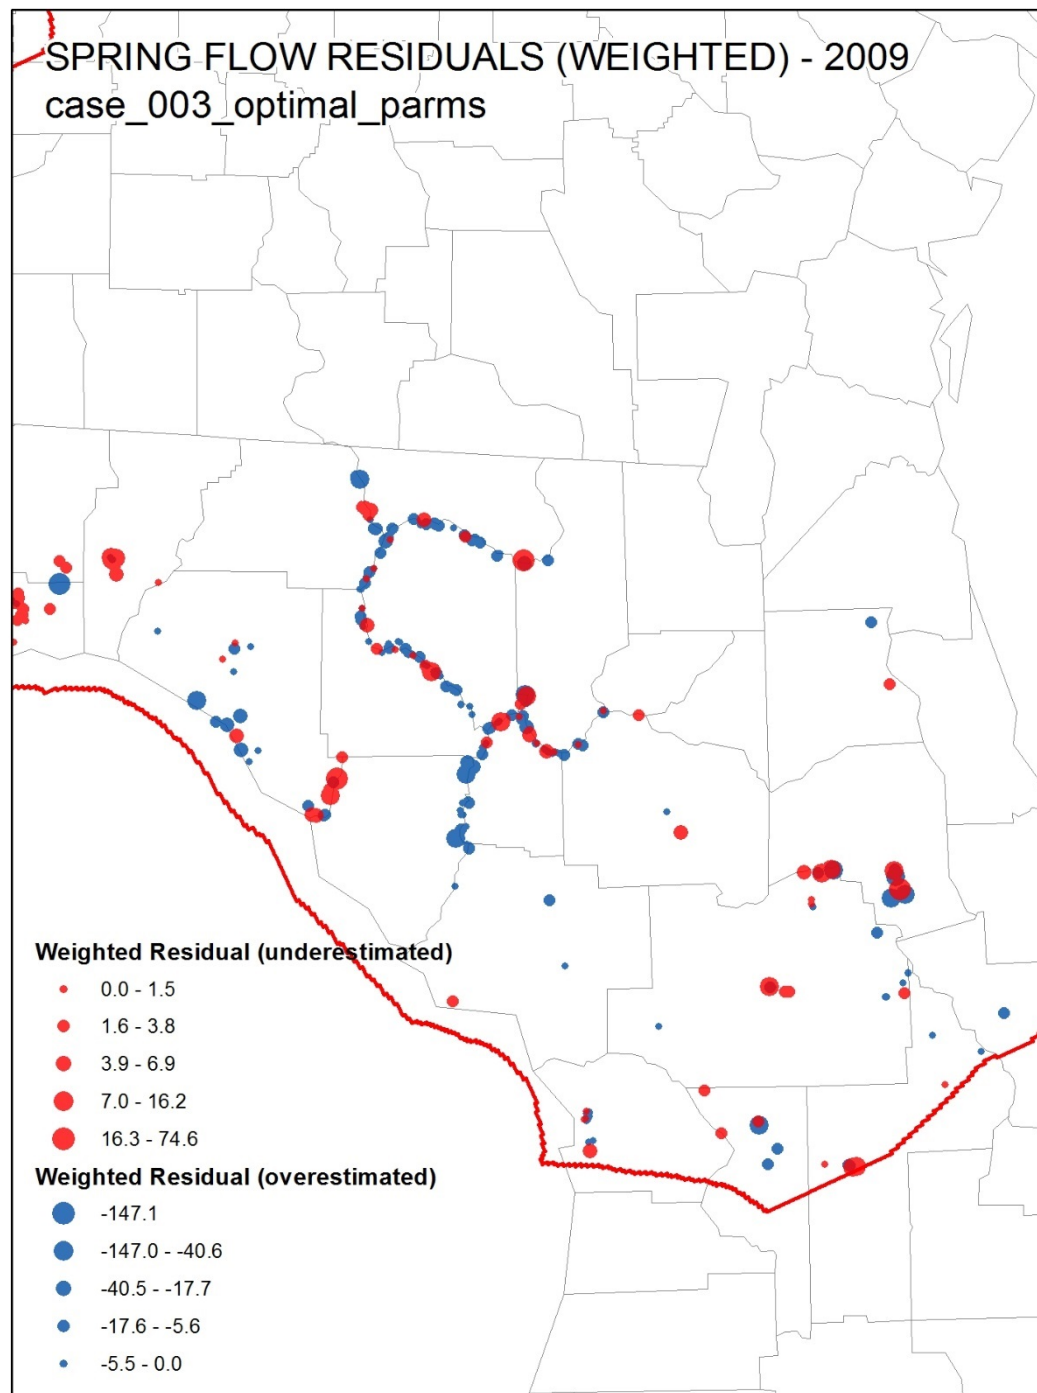 SPRING FLOW RESIDUALS (WEIGHTED) - 2009
case_003_optimal_parms
Weighted Residual (underestimated)
0.0 - 1.5
1.6 - 3.8
3.9 - 6.9
7.0 - 16.2
16.3 - 74.6
Weighted Residual (overestimated)
-147.1
-147.0 - -40.6
-40.5 - -17.7
-17.6 - -5.6
-5.5 - 0.0